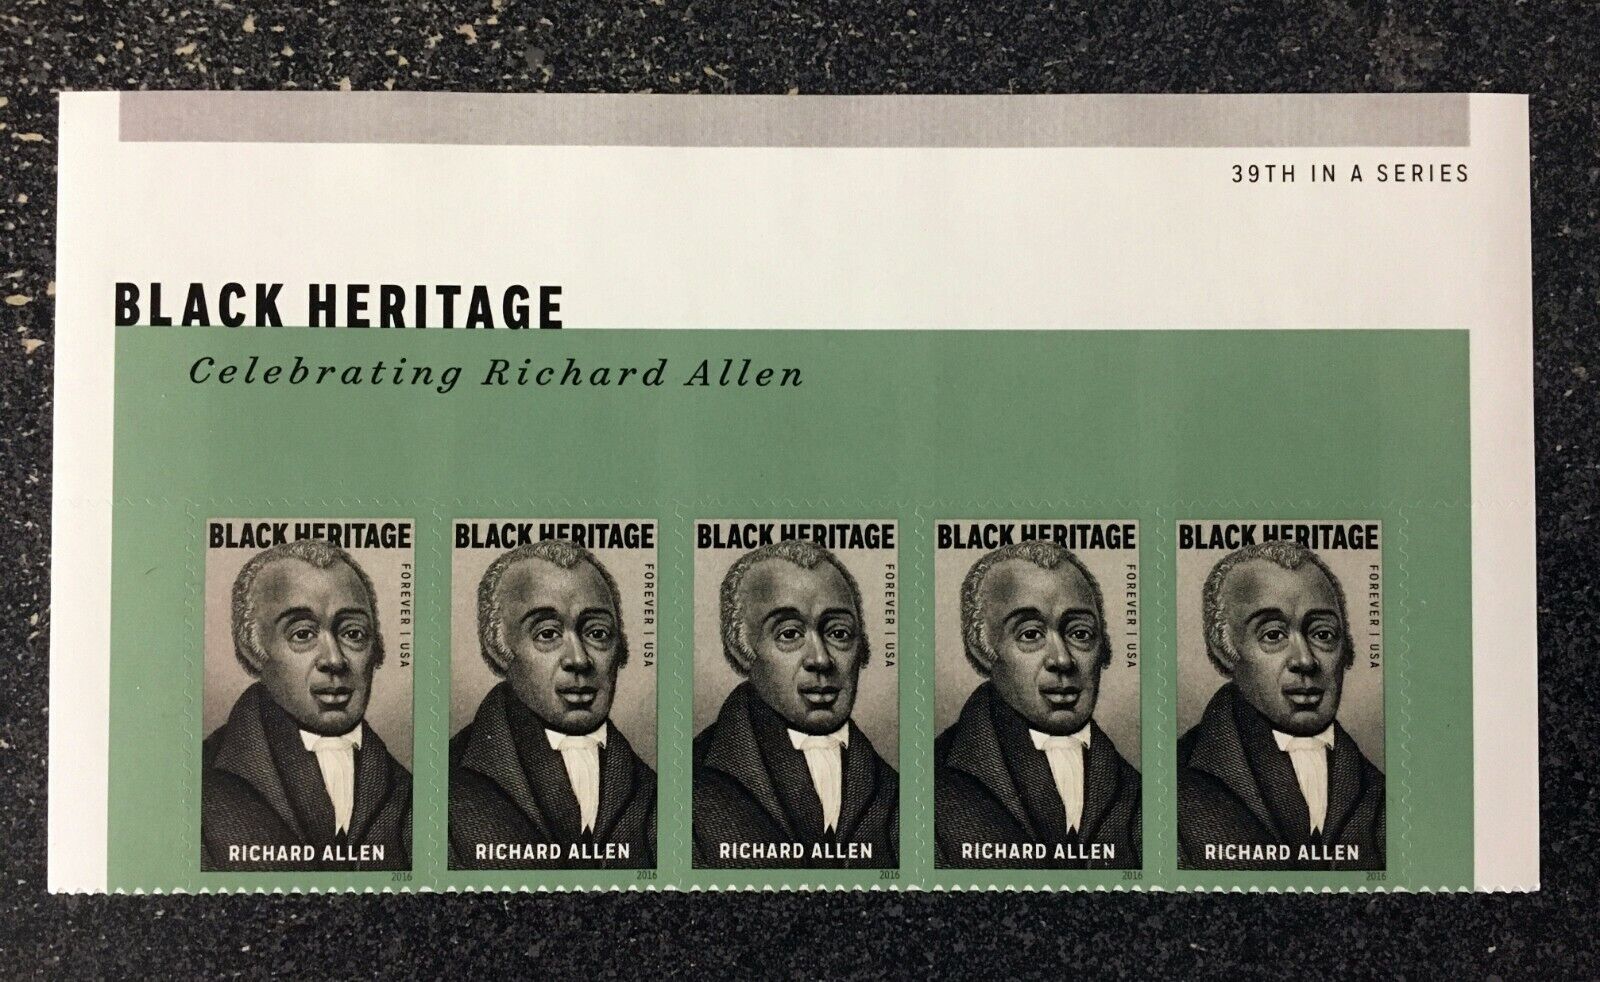 39TH IN A SERIES
BLACK HERITAGE
Celebrating Richard Allen
BLACK HERITAGE
FOREVER | USA
RICHARD ALLEN
2016
BLACK HERITAGE
FOREVER | USA
RICHARD ALLEN
2016
BLACK HERITAGE
FOREVER | USA
RICHARD ALLEN
2016
BLACK HERITAGE
FOREVER | USA
RICHARD ALLEN
2016
BLACK HERITAGE
FOREVER | USA
RICHARD ALLEN
2016